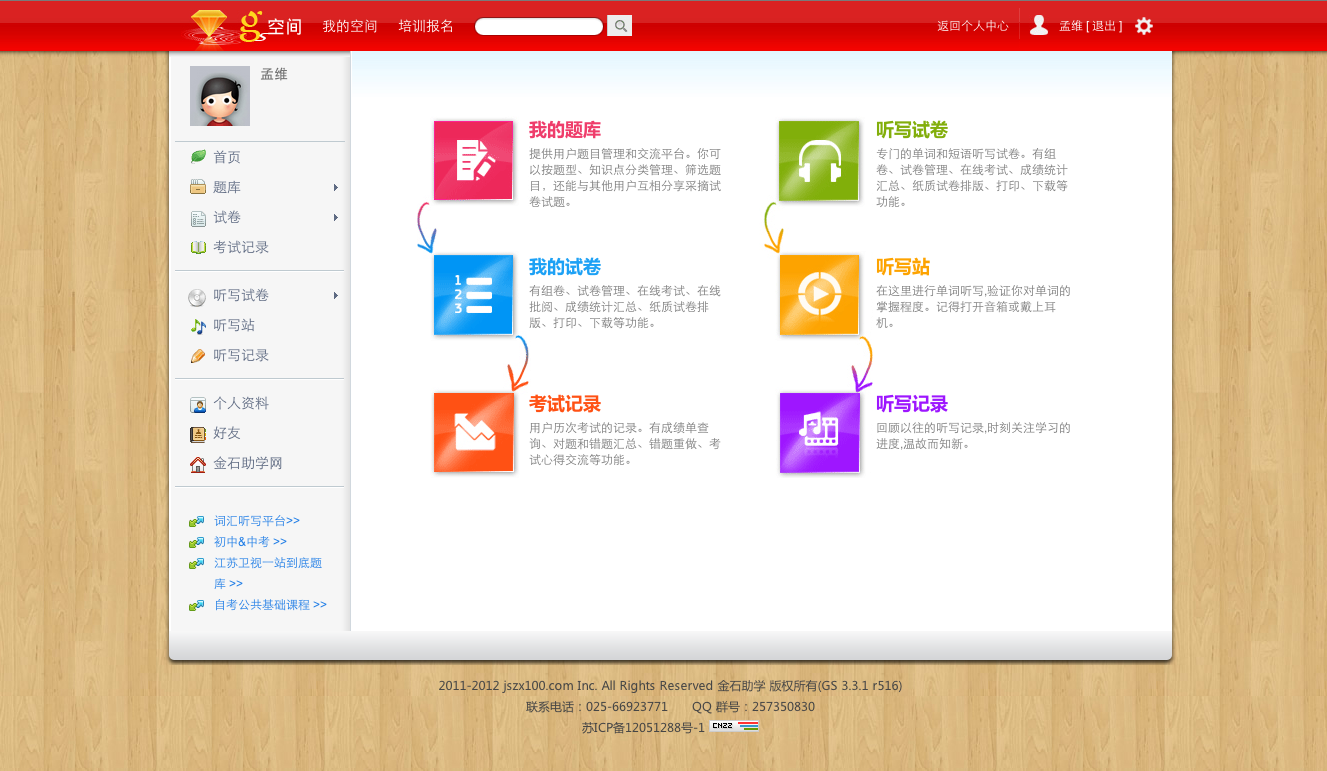 g空间
我的空间
培训报名
返回个人中心
孟维 [ 退出 ]
孟维
首页
题库
试卷
考试记录
听写试卷
听写站
听写记录
个人资料
好友
金石助学网
词汇听写平台>>
初中&中考 >>
江苏卫视一站到底题
库 >>
自考公共基础课程 >>
我的题库
提供用户题目管理和交流平台。你可
以按题型、知识点分类管理、筛选题
目，还能与其他用户互相分享采摘试
卷试题。
听写试卷
专门的单词和短语听写试卷。有组
卷、试卷管理、在线考试、成绩统计
汇总、纸质试卷排版、打印、下载等
功能。
1
2
3
我的试卷
有组卷、试卷管理、在线考试、在线
批阅、成绩统计汇总、纸质试卷排
版、打印、下载等功能。
听写站
在这里进行单词听写,验证你对单词的
掌握程度。记得打开音箱或戴上耳
机。
考试记录
用户历次考试的记录。有成绩单查
询、对题和错题汇总、错题重做、考
试心得交流等功能。
听写记录
回顾以往的听写记录,时刻关注学习的
进度,温故而知新。
2011-2012 jszx100.com Inc. All Rights Reserved 金石助学 版权所有(GS 3.3.1 r516)
联系电话：025-66923771 QQ 群号：257350830
苏ICP备12051288号-1 CNZZ